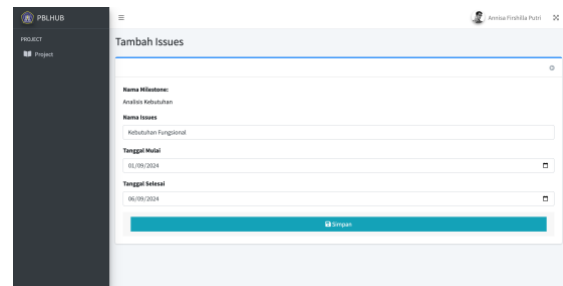 PBLHUB
Annisa Firshilla Putri
PROJECT
Project
Tambah Issues
Nama Milestone:
Analisis Kebutuhan
Nama Issues
Kebutuhan Fungsional
Tanggal Mulai
01/09/2024
Tanggal Selesai
06/09/2024
Simpan